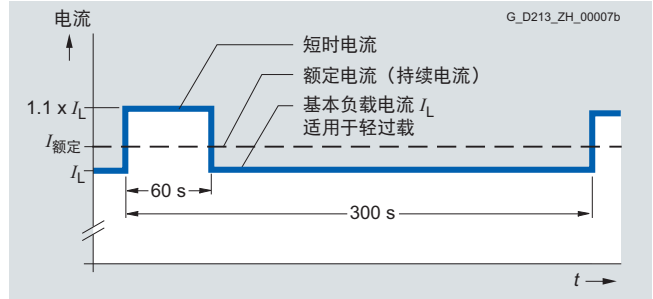 电流
G_D213_ZH_00007b
短时电流
额定电流（持续电流）
基本负载电流 IL
适用于轻过载
1.1 x IL
I额定
IL
60 s
300 s
t